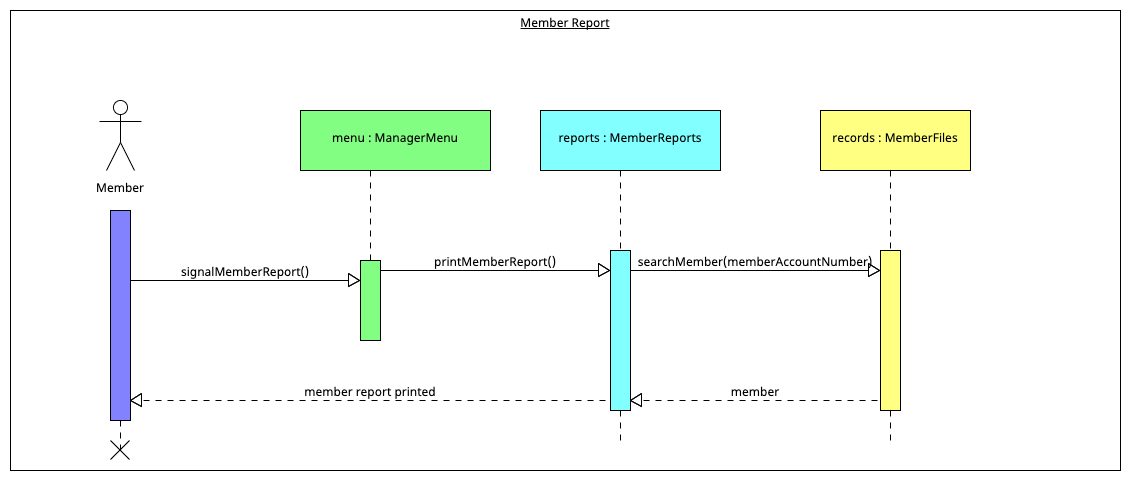 Member Report
menu : ManagerMenu
reports : MemberReports
records : MemberFiles
Member
signalMemberReport()
printMemberReport()
searchMember(memberAccountNumber)
member report printed
member